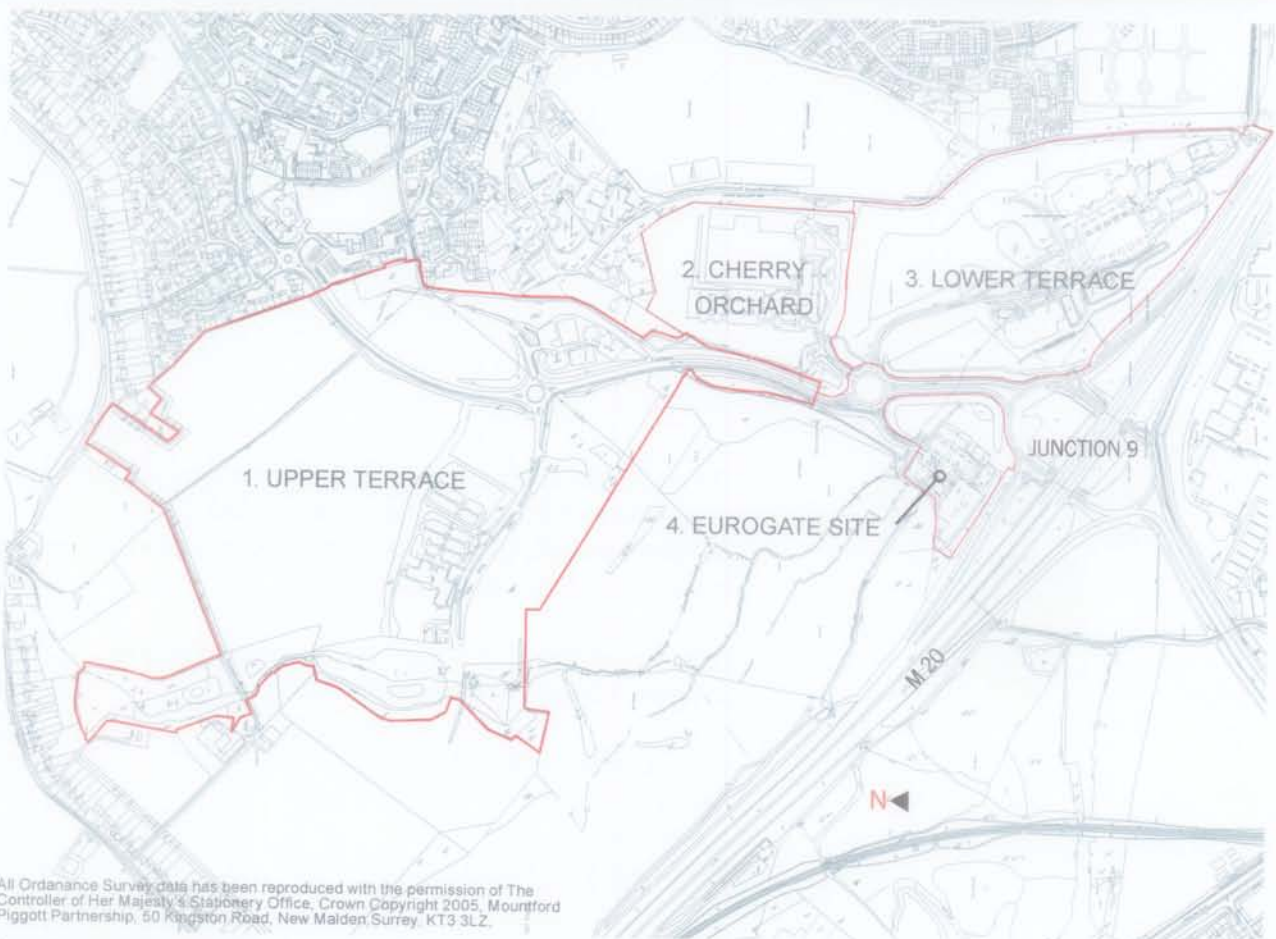 2. CHERRY
ORCHARD
3. LOWER TERRACE
1. UPPER TERRACE
JUNCTION 9
4. EUROGATE SITE
M 20
N
All Ordanance Survey data has been reproduced with the permission of The
Controller of Her Majesty's Stationery Office, Crown Copyright 2005, Mountford
Piggott Partnership, 50 Kingston Road, New Malden Surrey. KT3 3LZ.